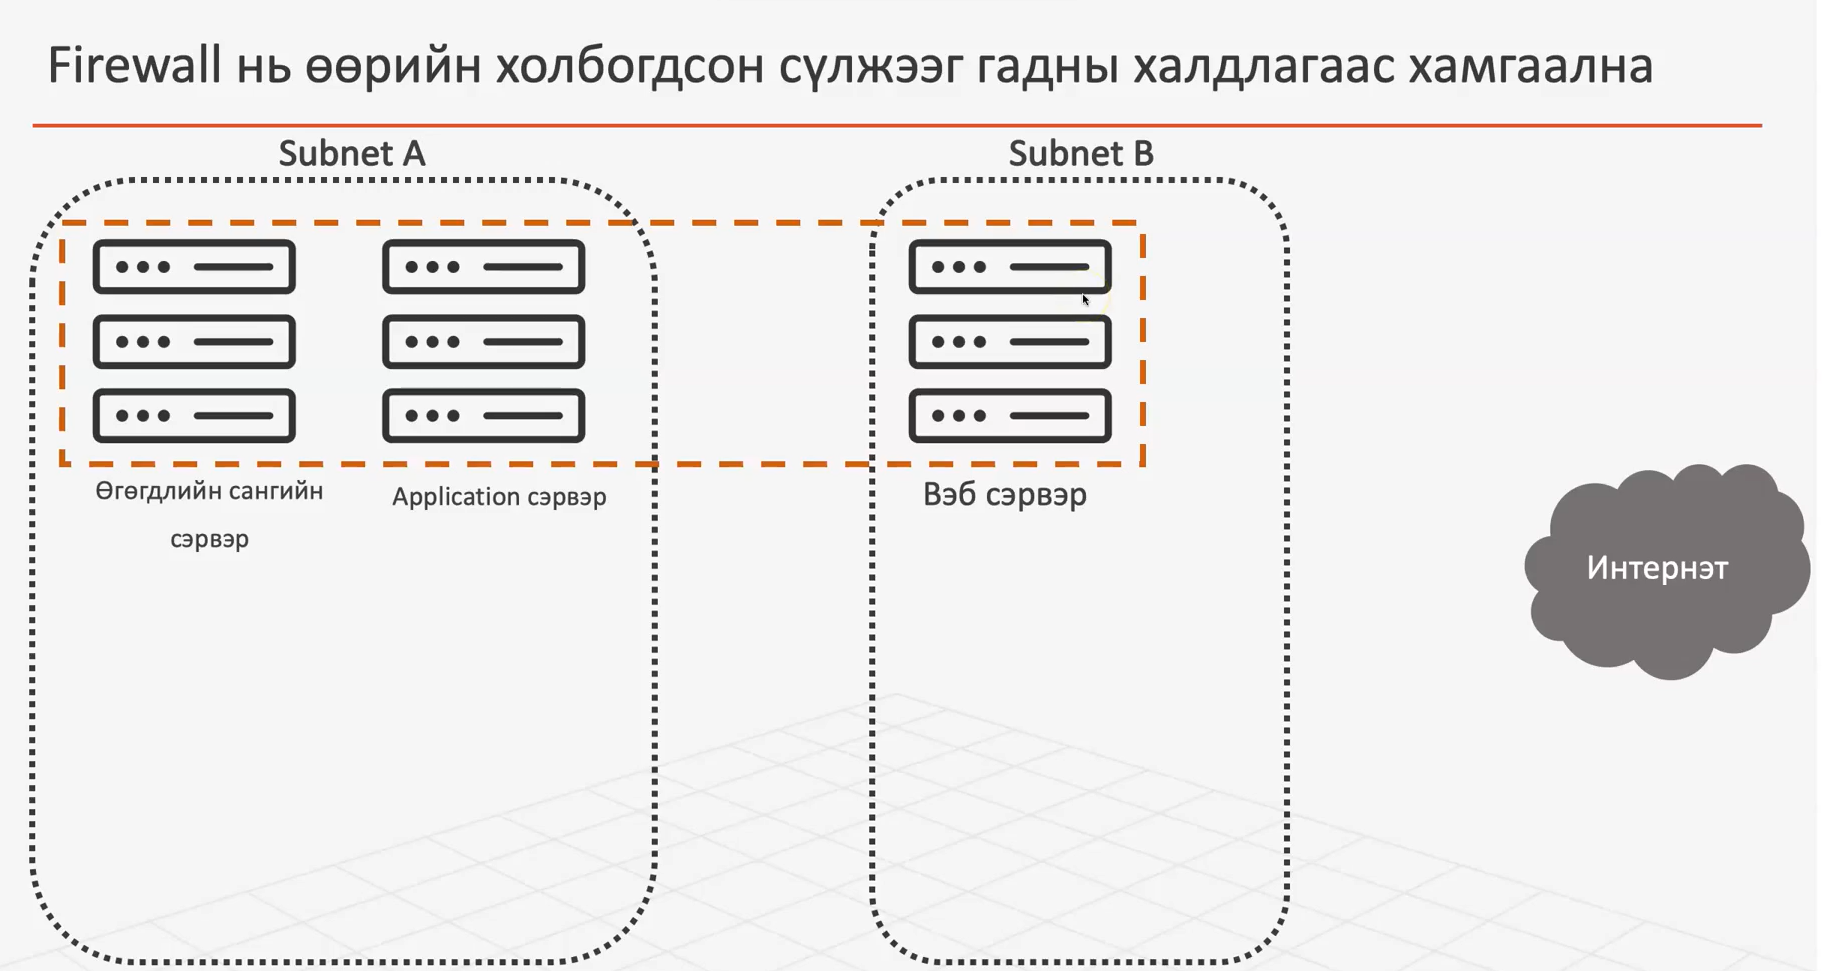 Firewall нь өөрийн холбогдсон сүлжээг гадны халдлагаас хамгаална
Subnet A
Subnet B
Өгөгдлийн сангийн
сэрвэр
Application сэрвэр
Вэб сэрвэр
Интернэт